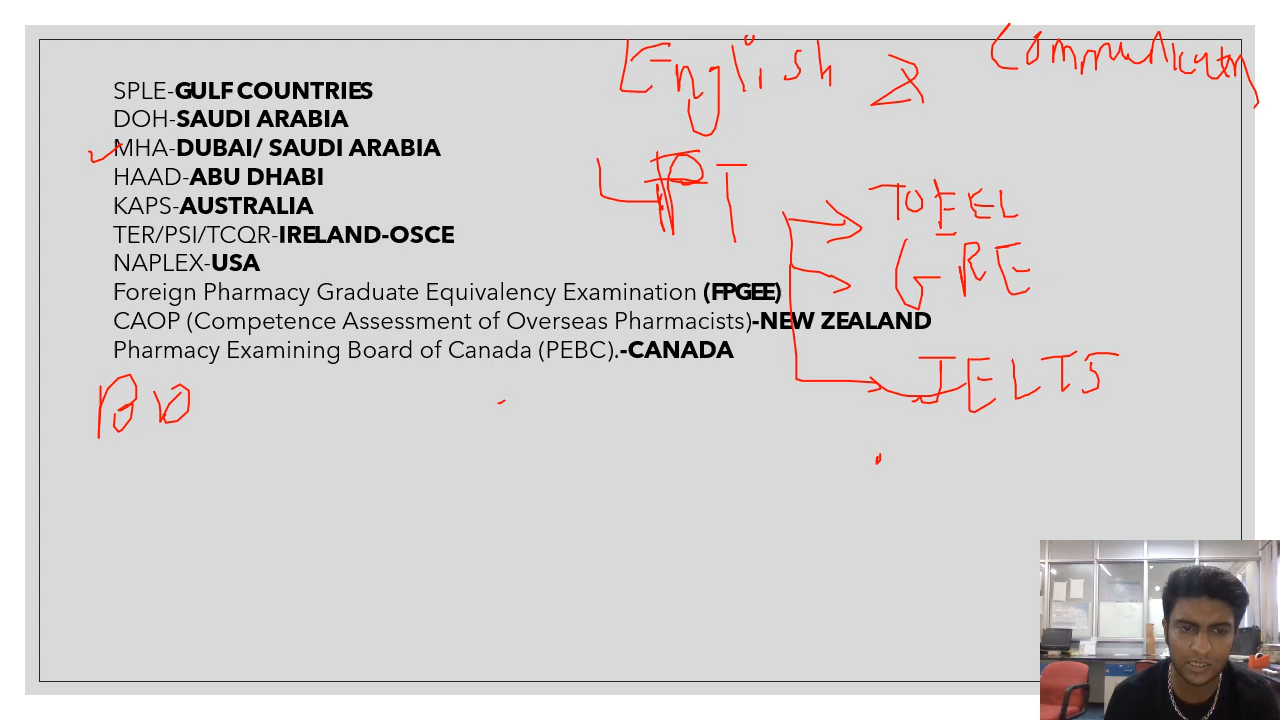 English & Communication
SPLE-GULF COUNTRIES
DOH-SAUDI ARABIA
MHA-DUBAI/ SAUDI ARABIA
HAAD-ABU DHABI
KAPS-AUSTRALIA
TER/PSI/TCQR-IRELAND-OSCE
NAPLEX-USA
Foreign Pharmacy Graduate Equivalency Examination (FPGEE)
CAOP (Competence Assessment of Overseas Pharmacists)-NEW ZEALAND
Pharmacy Examining Board of Canada (PEBC).-CANADA
PT
TOEFL
GRE
IELTS